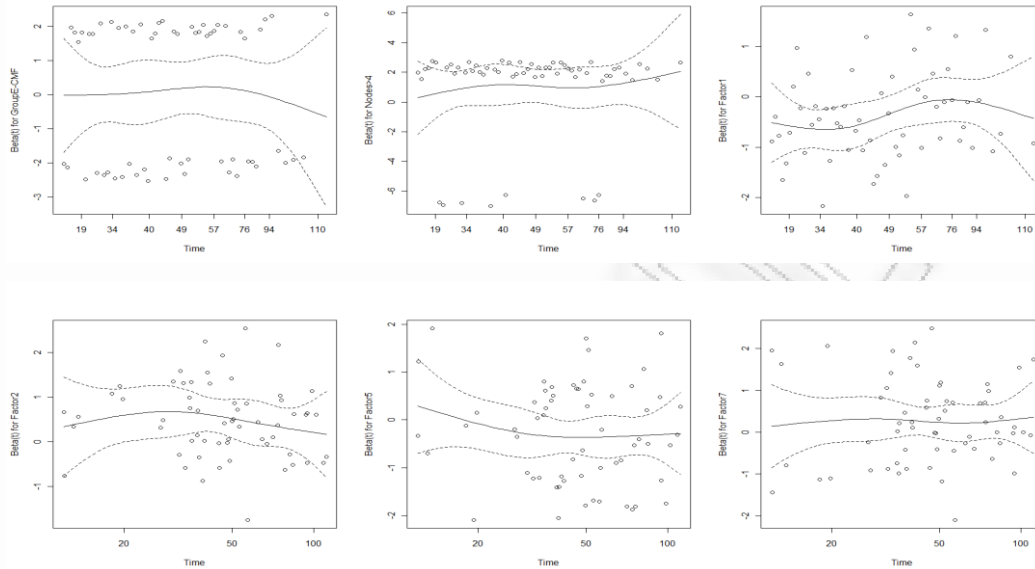 Beta(t) for GroupE-CMF
2
1
0
-1
-2
-3
19 34 40 49 57 76 94 110
Time
Beta(t) for Nodes>4
6
4
2
0
-2
-4
-6
19 34 40 49 57 76 94 110
Time
Beta(t) for Factor1
1
0
-1
-2
19 34 40 49 57 76 94 110
Time
Beta(t) for Factor2
2
1
0
-1
20 50 100
Time
Beta(t) for Factor5
2
1
0
-1
-2
20 50 100
Time
Beta(t) for Factor7
2
1
0
-1
-2
20 50 100
Time